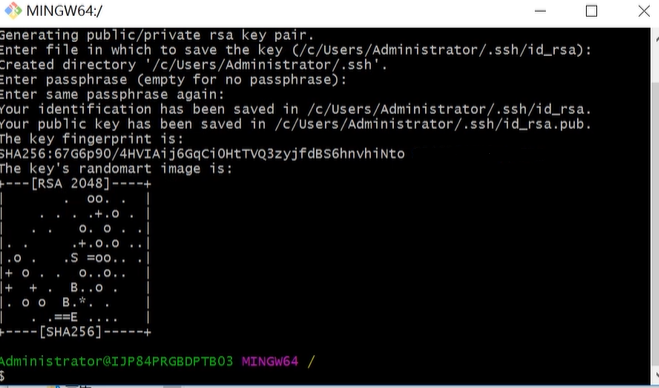 MINGW64:/
Generating public/private rsa key pair.
Enter file in which to save the key (/c/Users/Administrator/.ssh/id_rsa):
Created directory '/c/Users/Administrator/.ssh'.
Enter passphrase (empty for no passphrase):
Enter same passphrase again:
Your identification has been saved in /c/Users/Administrator/.ssh/id_rsa.
Your public key has been saved in /c/Users/Administrator/.ssh/id_rsa.pub.
The key fingerprint is:
SHA256:67G6p90/4HVIAij6GqCi0HtTVQ3zyjfdBS6hnvhiNto
The key's randomart image is:
+---[RSA 2048]----+
|       .  oo. .  |
|    . . . .+.o . |
|   . .   o. o . .|
|. .     .+.o.o ..|
|.o .    .S =oo.. .|
|+ o . .  o..o..  |
|+  + .  B..o .   |
|. o o  B.*. .    |
|   . .==E ....   |
+----[SHA256]-----+
Administrator@IJP84PRGBDPTBO3 MINGW64 /
$